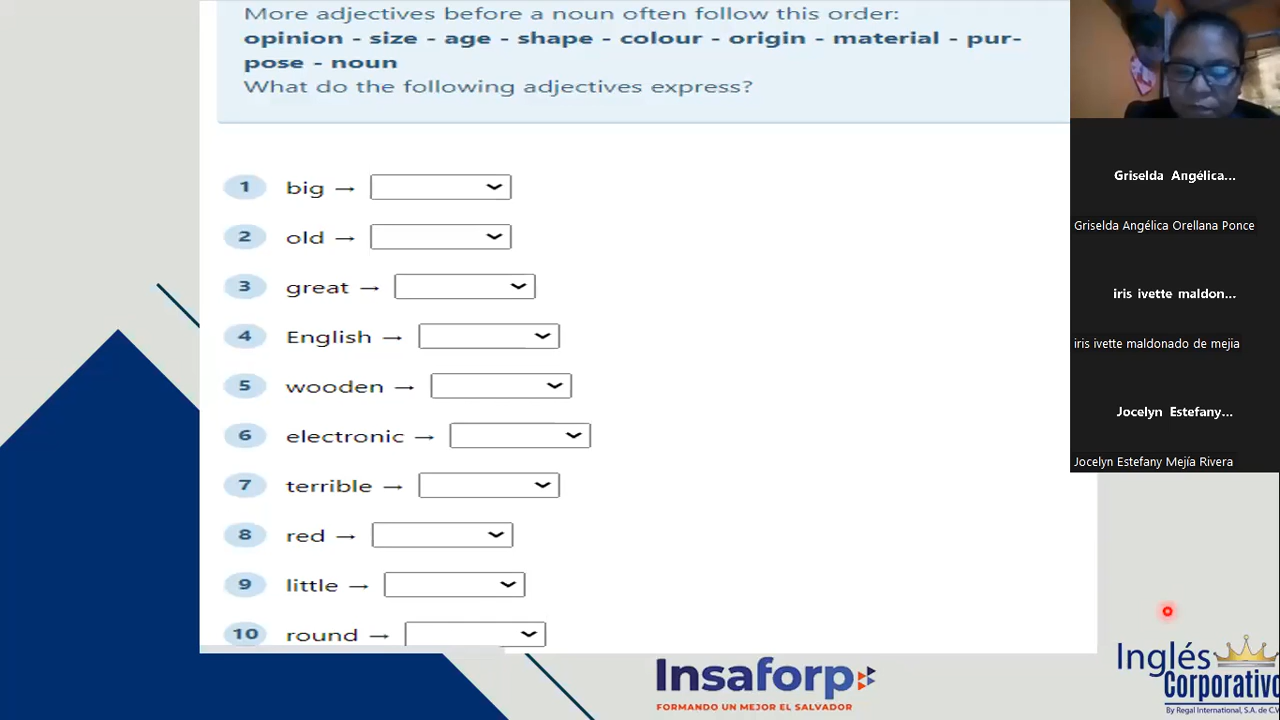 More adjectives before a noun often follow this order:
opinion - size - age - shape - colour - origin - material - pur-
pose - noun
What do the following adjectives express?
1 big →
2 old →
3 great →
4 English →
5 wooden →
6 electronic →
7 terrible →
8 red →
9 little →
10 round →
Griselda Angélica...
Griselda Angélica Orellana Ponce
iris ivette maldon...
iris ivette maldonado de mejia
Jocelyn Estefany...
Jocelyn Estefany Mejía Rivera
Insaforp
FORMANDO UN MEJOR EL SALVADOR
Inglés
Corporativo
By Regal International, S.A. de C.V